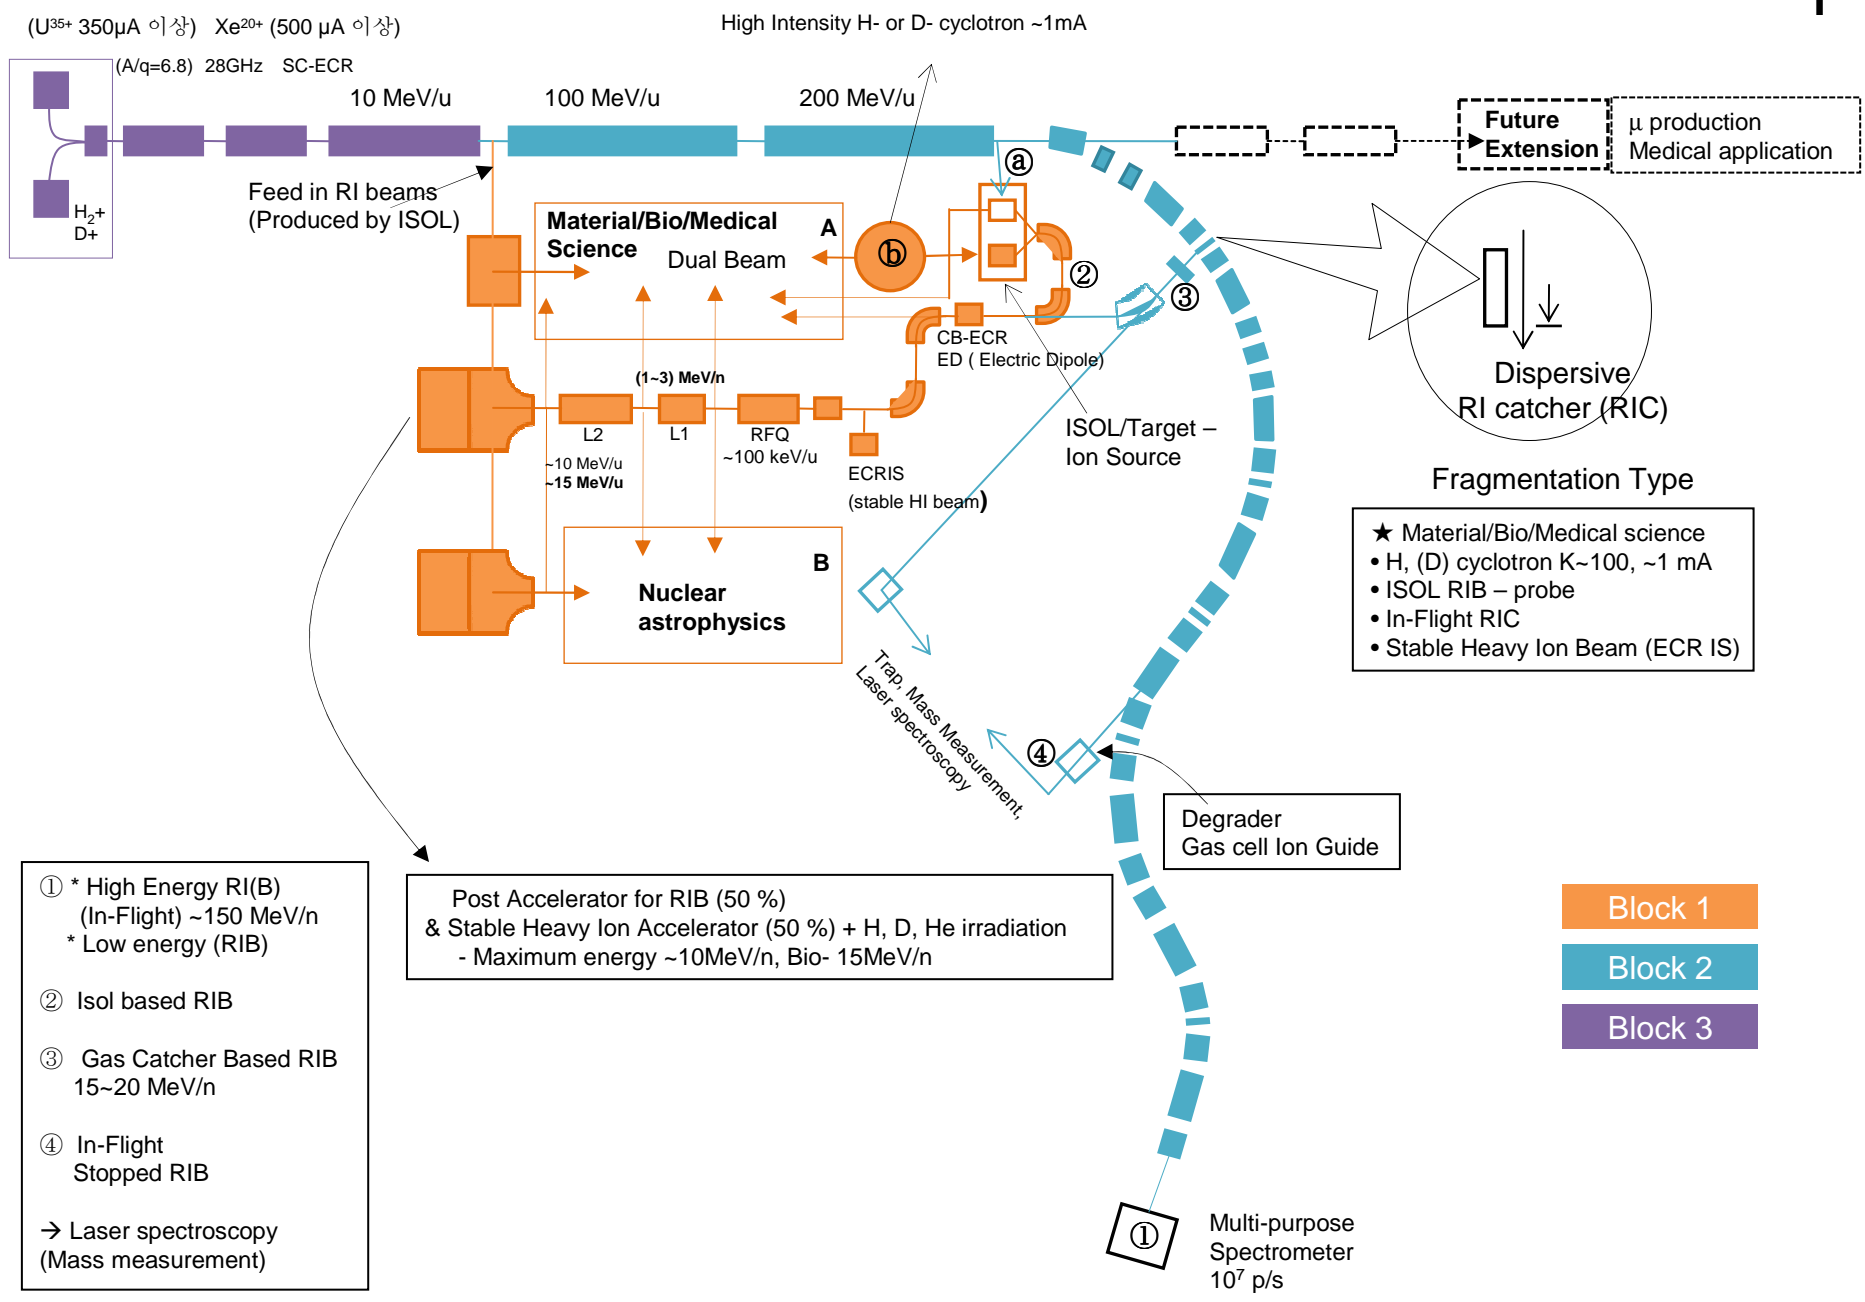 (U³⁵⁺ 350μA 이상) Xe²⁰⁺ (500 μA 이상)
High Intensity H- or D- cyclotron ~1mA
(A/q=6.8) 28GHz SC-ECR
10 MeV/u
100 MeV/u
200 MeV/u
Future
Extension
μ production
Medical application
ⓐ
Feed in RI beams
(Produced by ISOL)
H₂+
D+
Material/Bio/Medical
Science
A
Dual Beam
ⓑ
②
③
CB-ECR
ED ( Electric Dipole)
Dispersive
RI catcher (RIC)
(1~3) MeV/n
L2
L1
RFQ
~100 keV/u
~10 MeV/u
~15 MeV/u
ECRIS
(stable HI beam)
ISOL/Target –
Ion Source
Fragmentation Type
★ Material/Bio/Medical science
• H, (D) cyclotron K~100, ~1 mA
• ISOL RIB – probe
• In-Flight RIC
• Stable Heavy Ion Beam (ECR IS)
B
Nuclear
astrophysics
Trap, Mass Measurement,
Laser spectroscopy
④
Degrader
Gas cell Ion Guide
① * High Energy RI(B)
(In-Flight) ~150 MeV/n
* Low energy (RIB)
② Isol based RIB
③ Gas Catcher Based RIB
15~20 MeV/n
④ In-Flight
Stopped RIB
→ Laser spectroscopy
(Mass measurement)
Post Accelerator for RIB (50 %)
& Stable Heavy Ion Accelerator (50 %) + H, D, He irradiation
- Maximum energy ~10MeV/n, Bio- 15MeV/n
Block 1
Block 2
Block 3
①
Multi-purpose
Spectrometer
10⁷ p/s